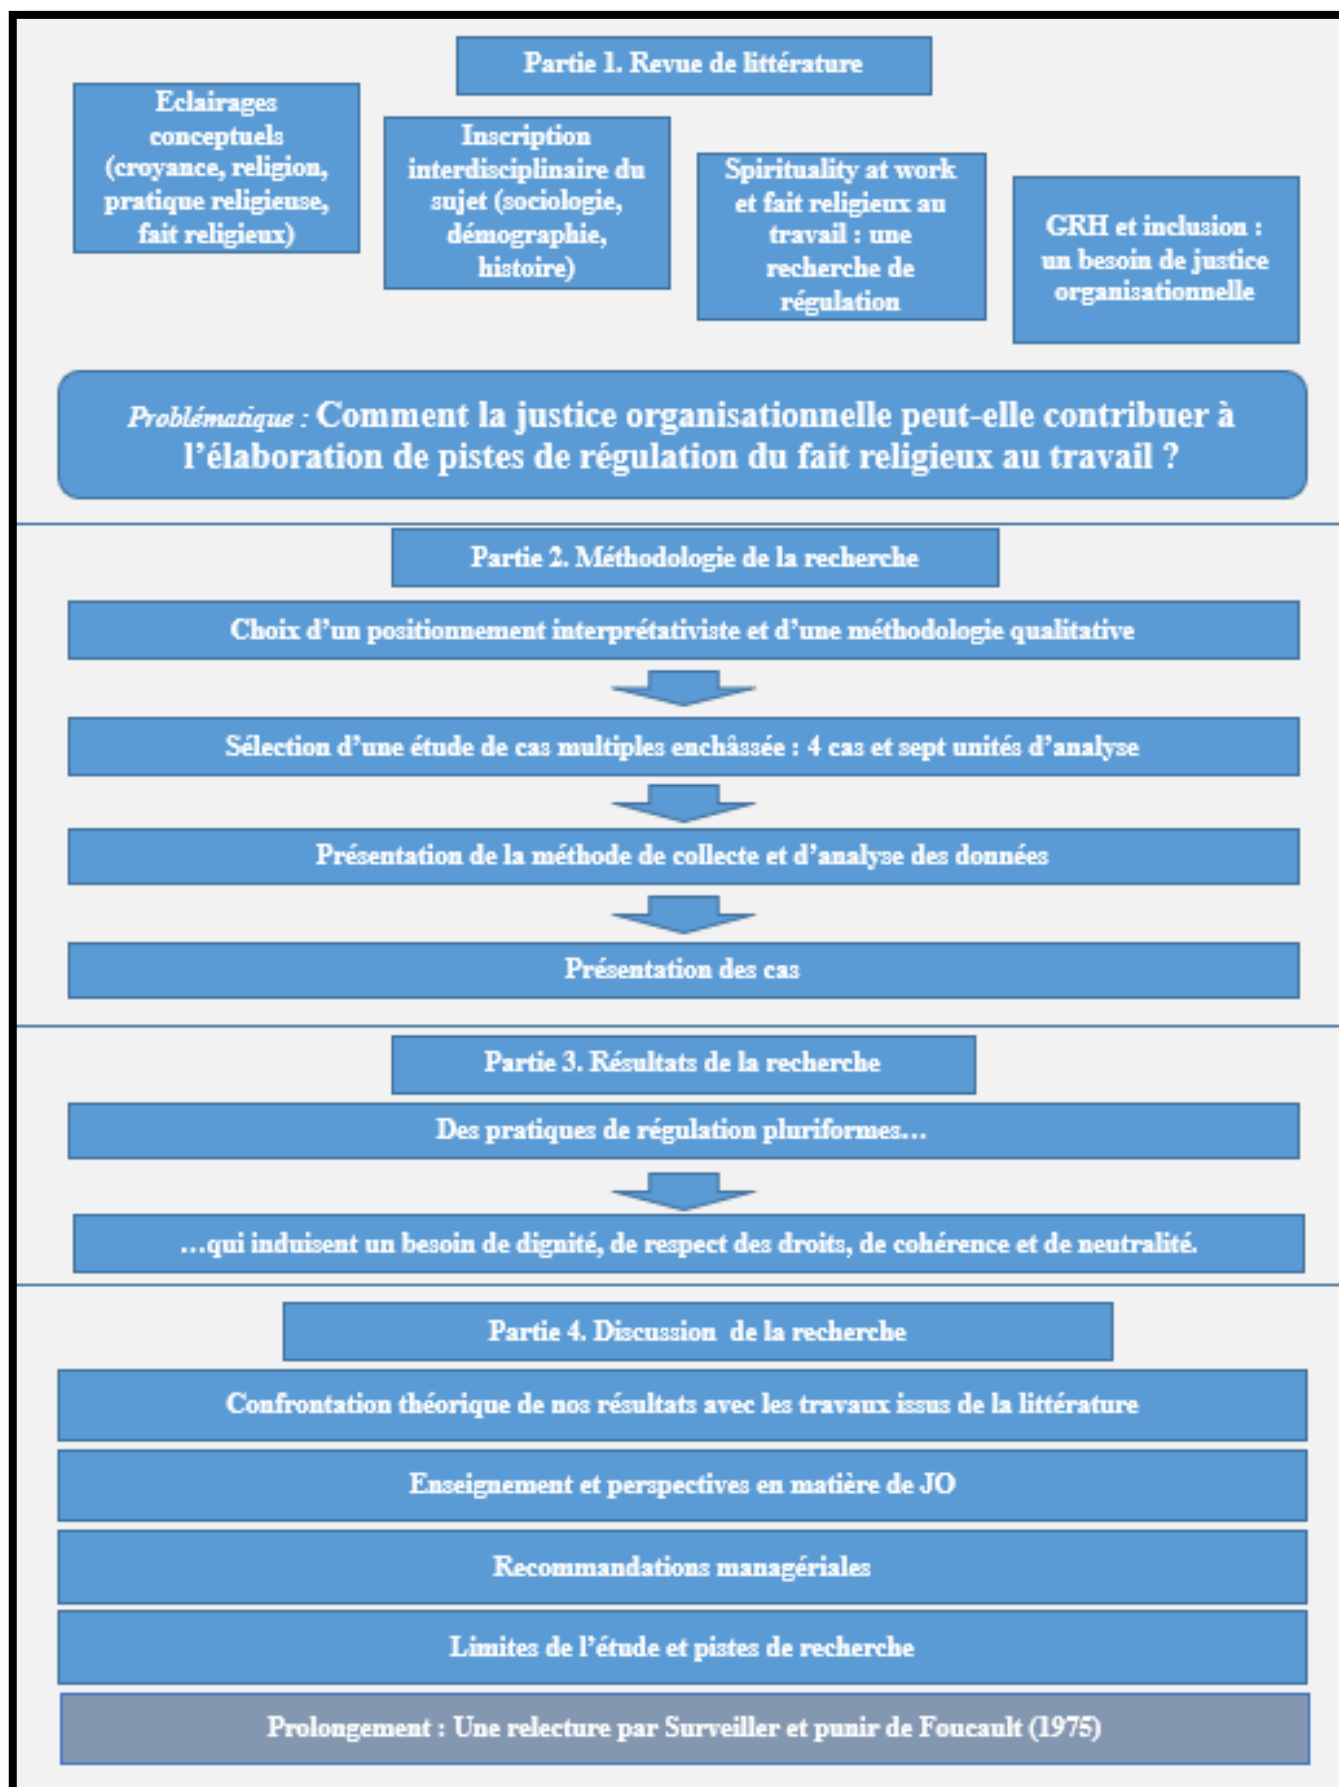 Partie 1. Revue de littérature
Eclairages
conceptuels
(croyance, religion,
pratique religieuse,
fait religieux)
Inscription
interdisciplinaire du
sujet (sociologie,
démographie,
histoire)
Spirituality at work
et fait religieux au
travail : une
recherche de
régulation
GRH et inclusion :
un besoin de justice
organisationnelle
Problématique : Comment la justice organisationnelle peut-elle contribuer à
l’élaboration de pistes de régulation du fait religieux au travail ?
Partie 2. Méthodologie de la recherche
Choix d’un positionnement interprétativiste et d’une méthodologie qualitative
Sélection d’une étude de cas multiples enchâssée : 4 cas et sept unités d’analyse
Présentation de la méthode de collecte et d’analyse des données
Présentation des cas
Partie 3. Résultats de la recherche
Des pratiques de régulation pluriformes…
…qui induisent un besoin de dignité, de respect des droits, de cohérence et de neutralité.
Partie 4. Discussion de la recherche
Confrontation théorique de nos résultats avec les travaux issus de la littérature
Enseignement et perspectives en matière de JO
Recommandations managériales
Limites de l’étude et pistes de recherche
Prolongement : Une relecture par Surveiller et punir de Foucault (1975)